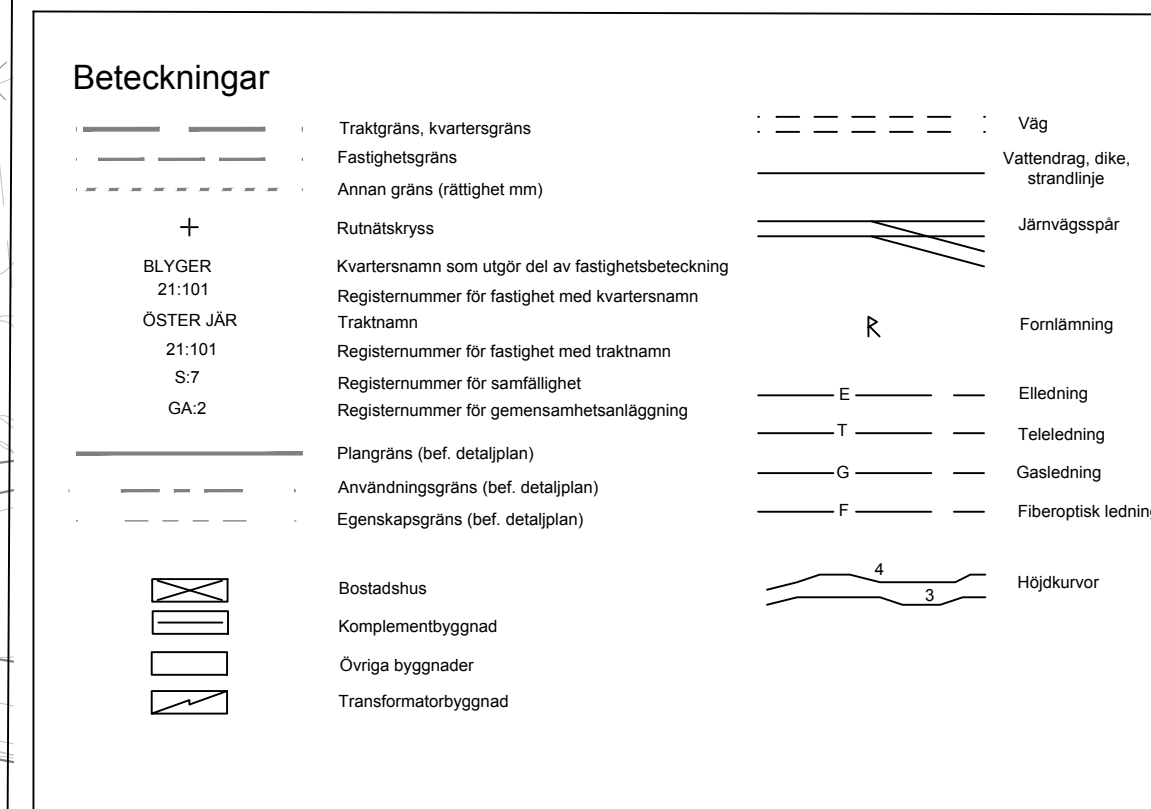 Beteckningar
Traktgräns, kvartersgräns
Fastighetsgräns
Annan gräns (rättighet mm)
Rutnätskryss
BLYGER
Kvartersnamn som utgör del av fastighetsbeteckning
21:101
Registernummer för fastighet med kvartersnamn
ÖSTER JÄR
Traktnamn
21:101
Registernummer för fastighet med traktnamn
S:7
Registernummer för samfällighet
GA:2
Registernummer för gemensamhetsanläggning
Plangräns (bef. detaljplan)
Användningsgräns (bef. detaljplan)
Egenskapsgräns (bef. detaljplan)
Bostadshus
Komplementbyggnad
Övriga byggnader
Transformatorbyggnad
Väg
Vattendrag, dike,
strandlinje
Järnvägsspår
R
Fornlämning
E
Elledning
T
Teleledning
G
Gasledning
F
Fiberoptisk ledning
4
3
Höjdkurvor